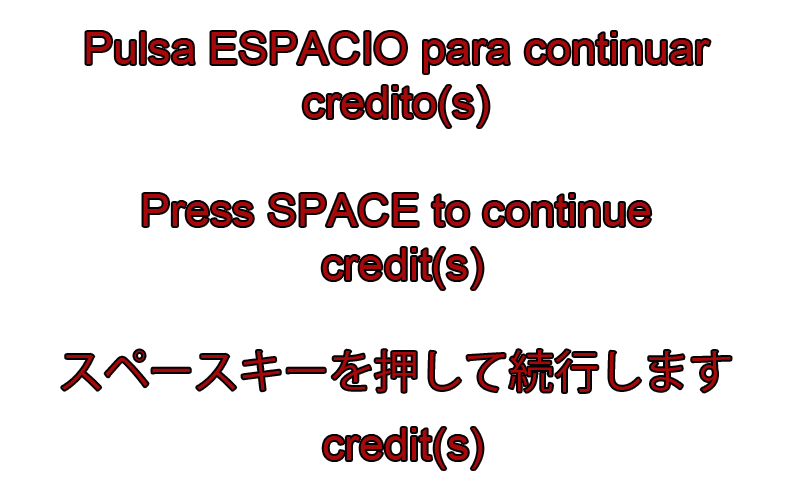 Pulsa ESPACIO para continuar
credito(s)
Press SPACE to continue
credit(s)
スペースキーを押して続行します
credit(s)